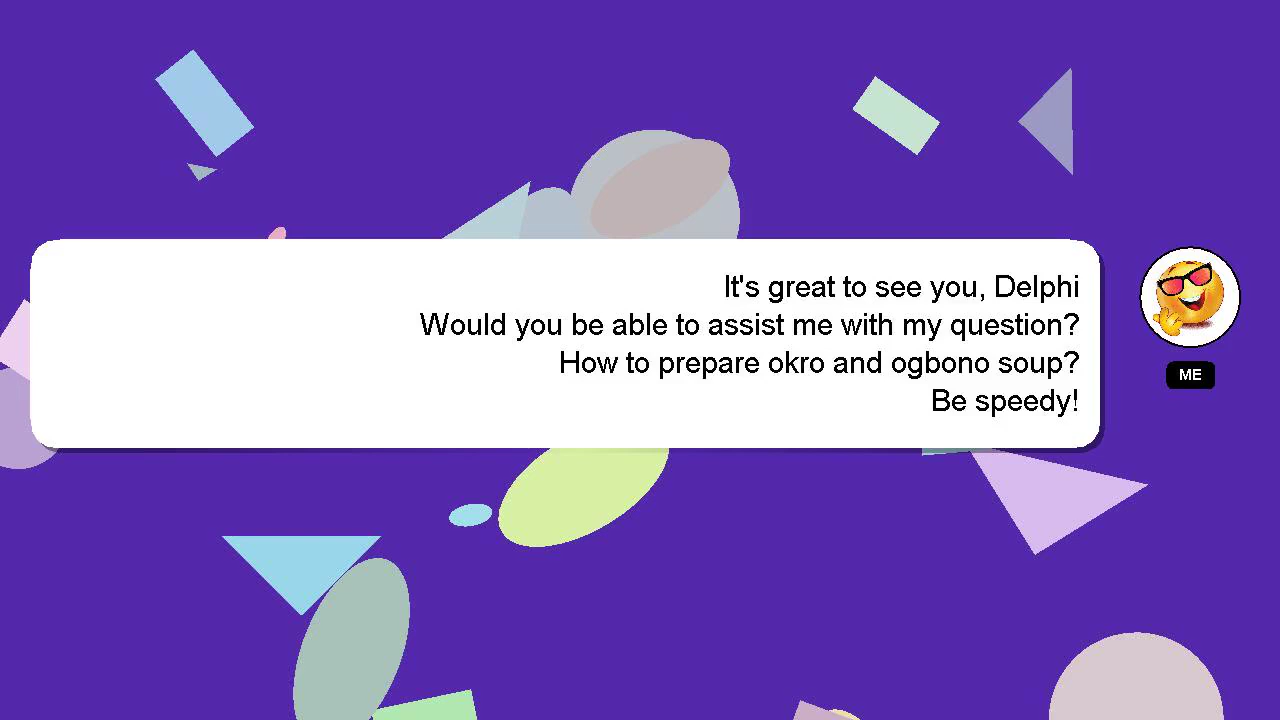 It's great to see you, Delphi
Would you be able to assist me with my question?
How to prepare okro and ogbono soup?
Be speedy!
ME